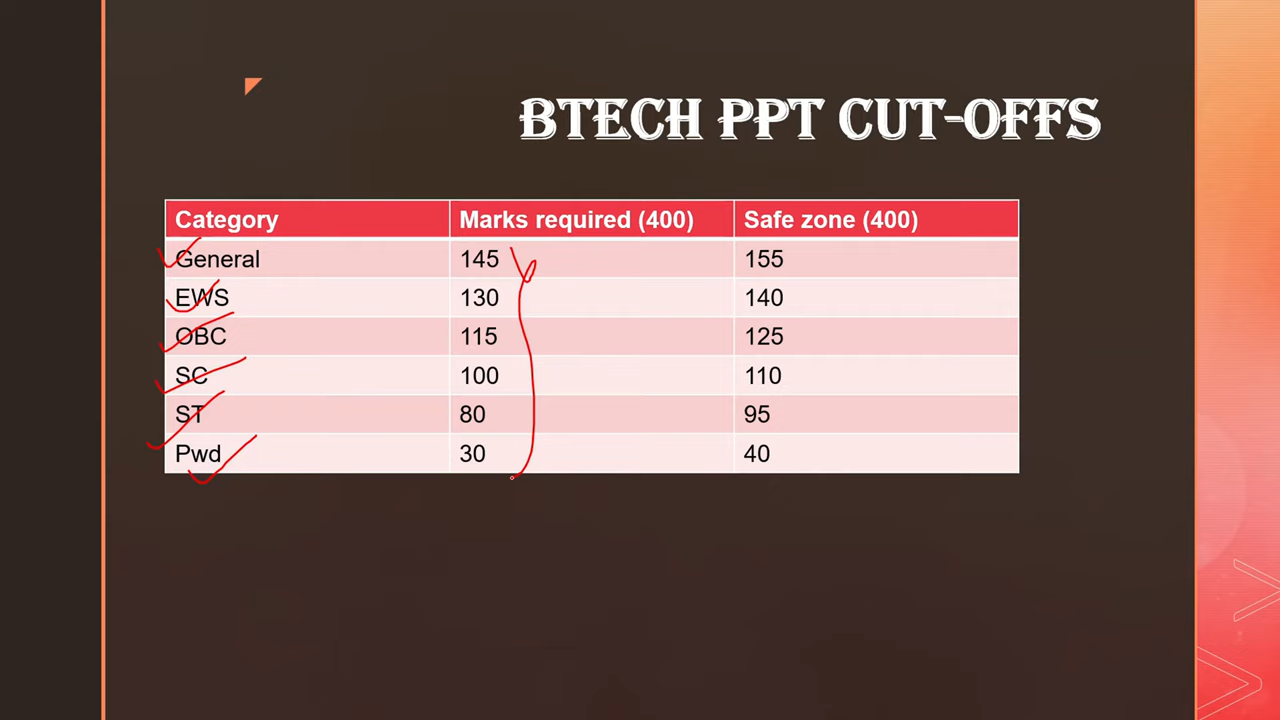 BTECH PPT CUT-OFFS
Category Marks required (400) Safe zone (400)
General 145 155
EWS 130 140
OBC 115 125
SC 100 110
ST 80 95
Pwd 30 40